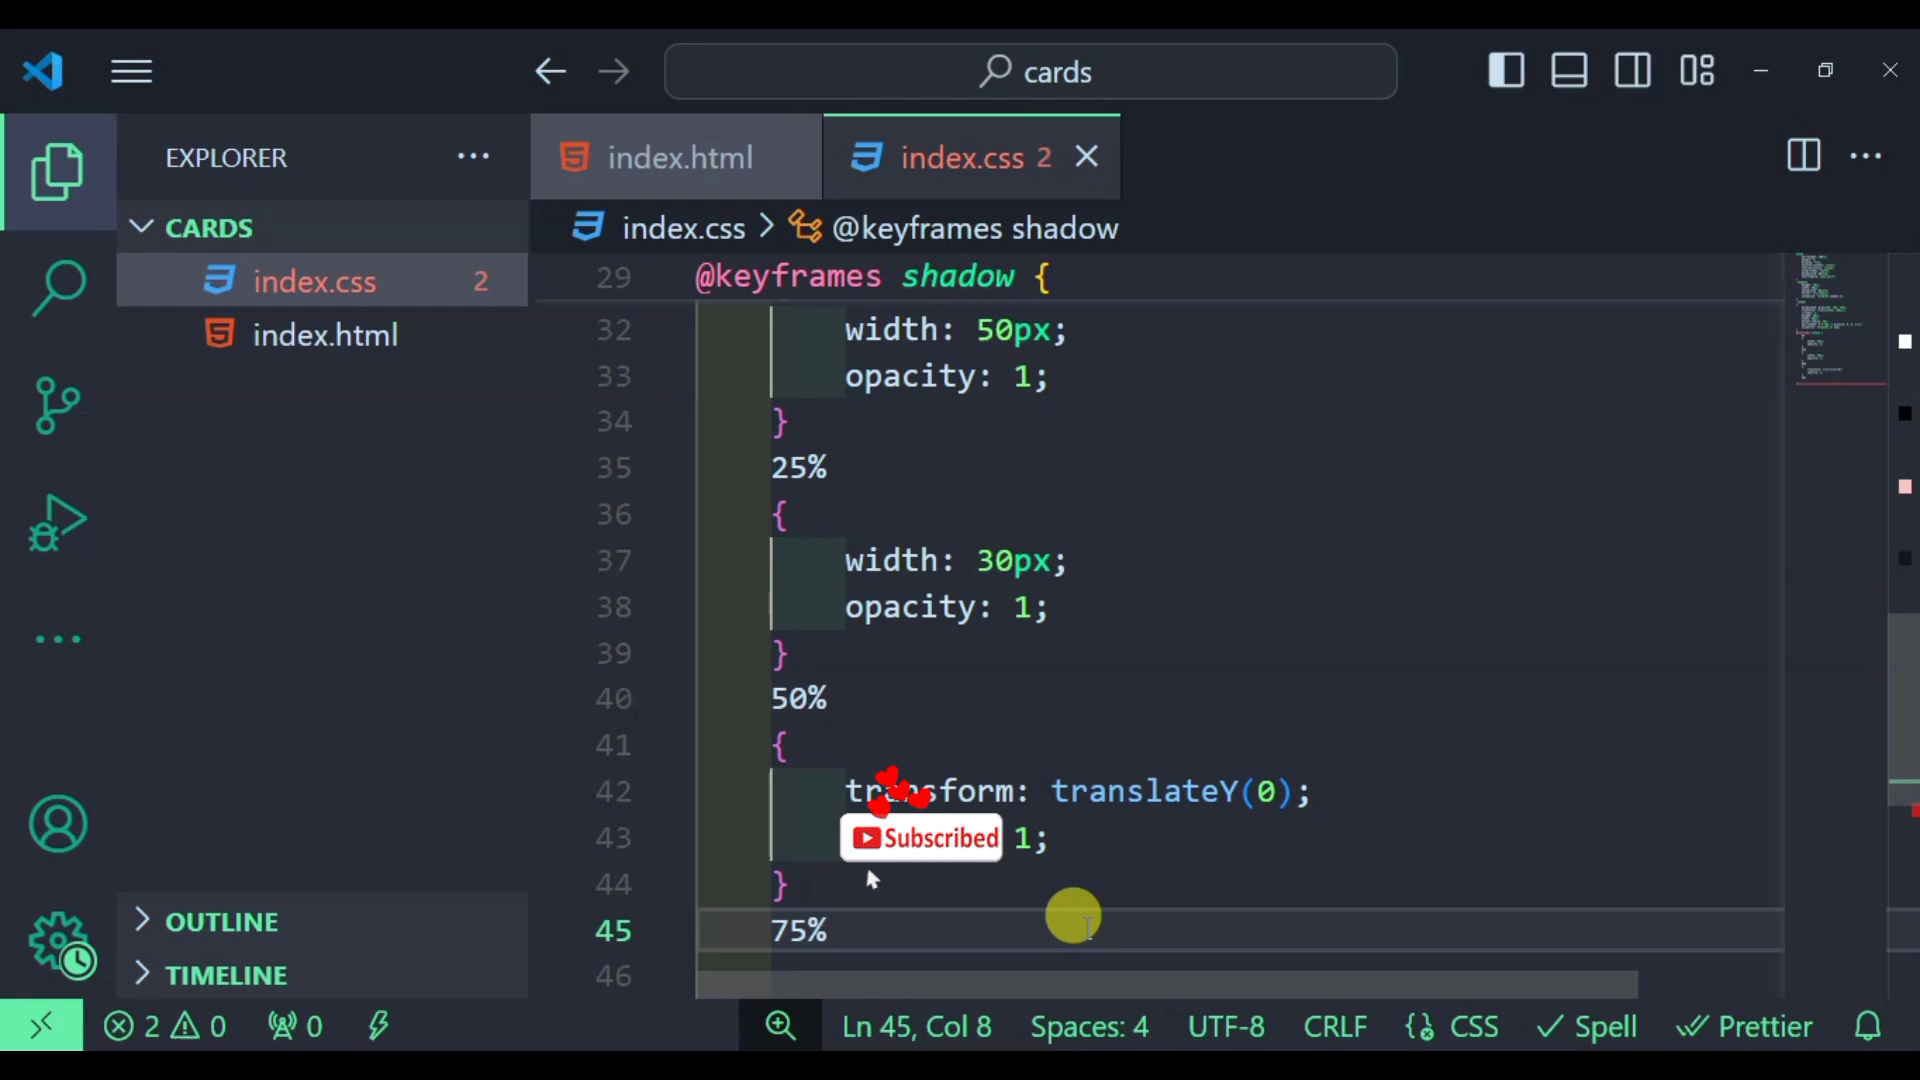 cards
EXPLORER
index.html
index.css 2
CARDS
index.css > @keyframes shadow
index.css 2
index.html
29 @keyframes shadow {
32 width: 50px;
33 opacity: 1;
34 }
35 25%
36 {
37 width: 30px;
38 opacity: 1;
39 }
40 50%
41 {
42 transform: translateY(0);
43 Subscribed 1;
44 }
45 75%
46
OUTLINE
TIMELINE
2 0 0 Ln 45, Col 8 Spaces: 4 UTF-8 CRLF CSS Spell Prettier